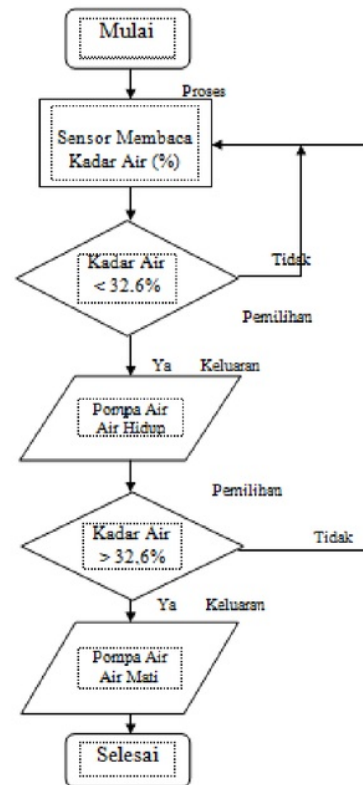 Mulai
Proses
Sensor Membaca
Kadar Air (%)
Kadar Air
< 32.6%
Tidak
Pemilihan
Ya Keluaran
Pompa Air
Air Hidup
Pemilihan
Kadar Air
> 32,6%
Tidak
Ya Keluaran
Pompa Air
Air Mati
Selesai